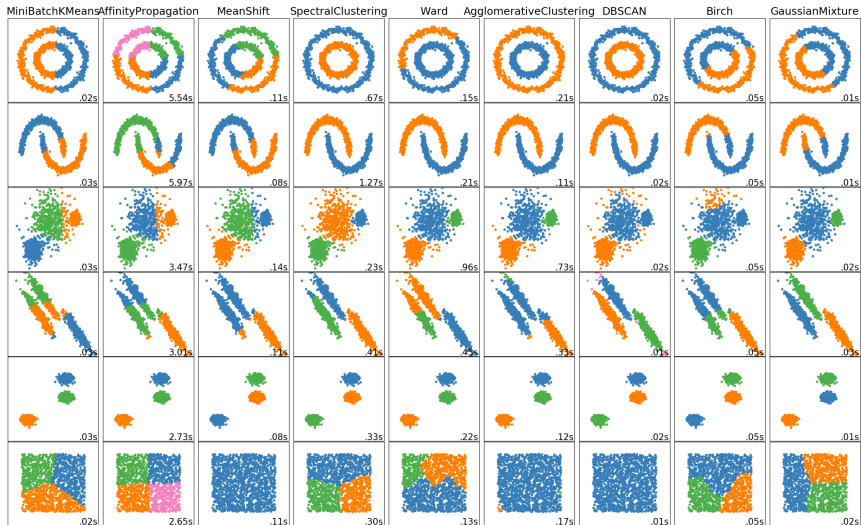 MiniBatchKMeans AffinityPropagation MeanShift SpectralClustering Ward AgglomerativeClustering DBSCAN Birch GaussianMixture
.02s 5.54s .11s .67s .15s .21s .02s .05s .01s
.03s 5.97s .08s 1.27s .21s .11s .02s .05s .01s
.03s 3.47s .14s .23s .96s .73s .02s .05s .02s
.03s 3.01s .11s .41s .45s .33s .01s .05s .03s
.03s 2.73s .08s .33s .22s .12s .02s .05s .01s
.02s 2.65s .11s .30s .13s .17s .01s .05s .02s